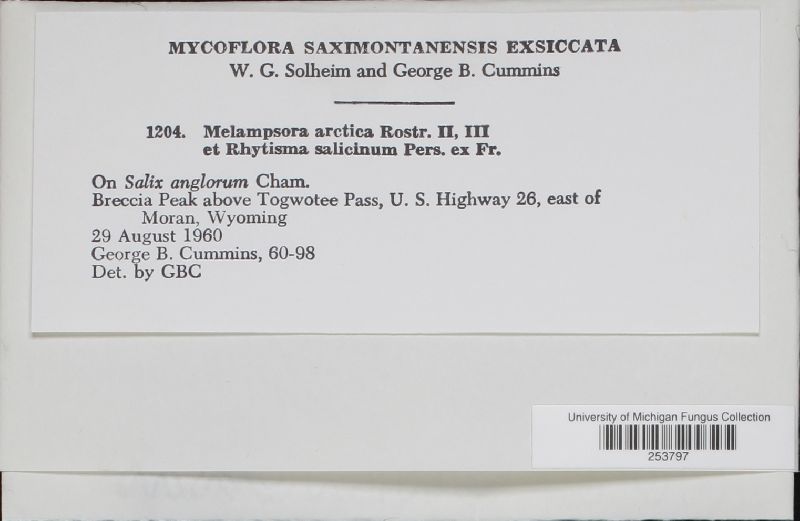 MYCOFLORA SAXIMONTANENSIS EXSICCATA
W. G. Solheim and George B. Cummins
1204. Melampsora arctica Rostr. II, III
et Rhytisma salicinum Pers. ex Fr.
On Salix anglorum Cham.
Breccia Peak above Togwotee Pass, U. S. Highway 26, east of
Moran, Wyoming
29 August 1960
George B. Cummins, 60-98
Det. by GBC
University of Michigan Fungus Collection
253797